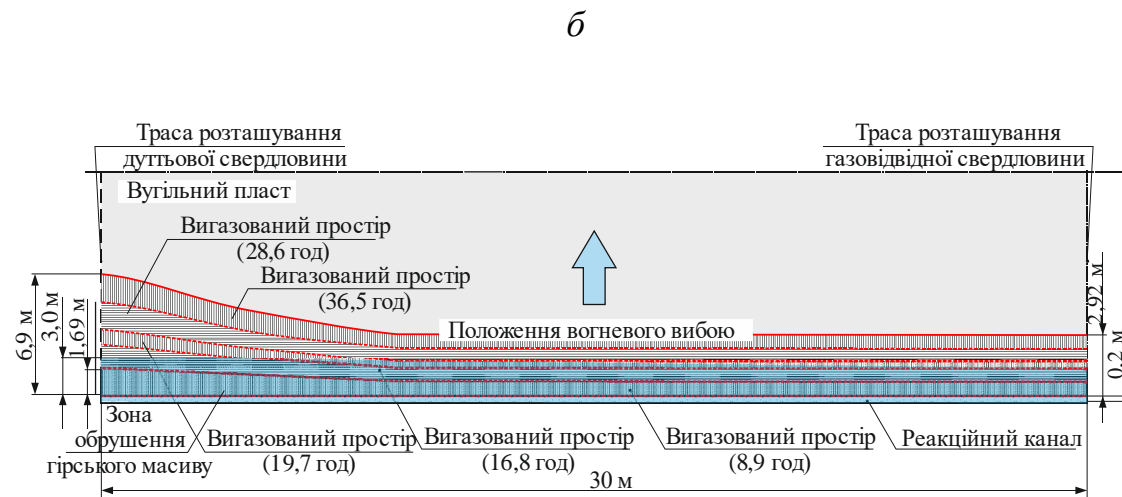 б
Траса розташування
дуттьової свердловини
Траса розташування
газовідвідної свердловини
Вугільний пласт
Вигазований простір
(28,6 год)
Вигазований простір
(36,5 год)
Положення вогневого вибою
6,9 м
3,0 м
1,69 м
2,92 м
0,2 м
Зона
обрушення
гірського масиву
Вигазований простір
(19,7 год)
Вигазований простір
(16,8 год)
Вигазований простір
(8,9 год)
Реакційний канал
30 м